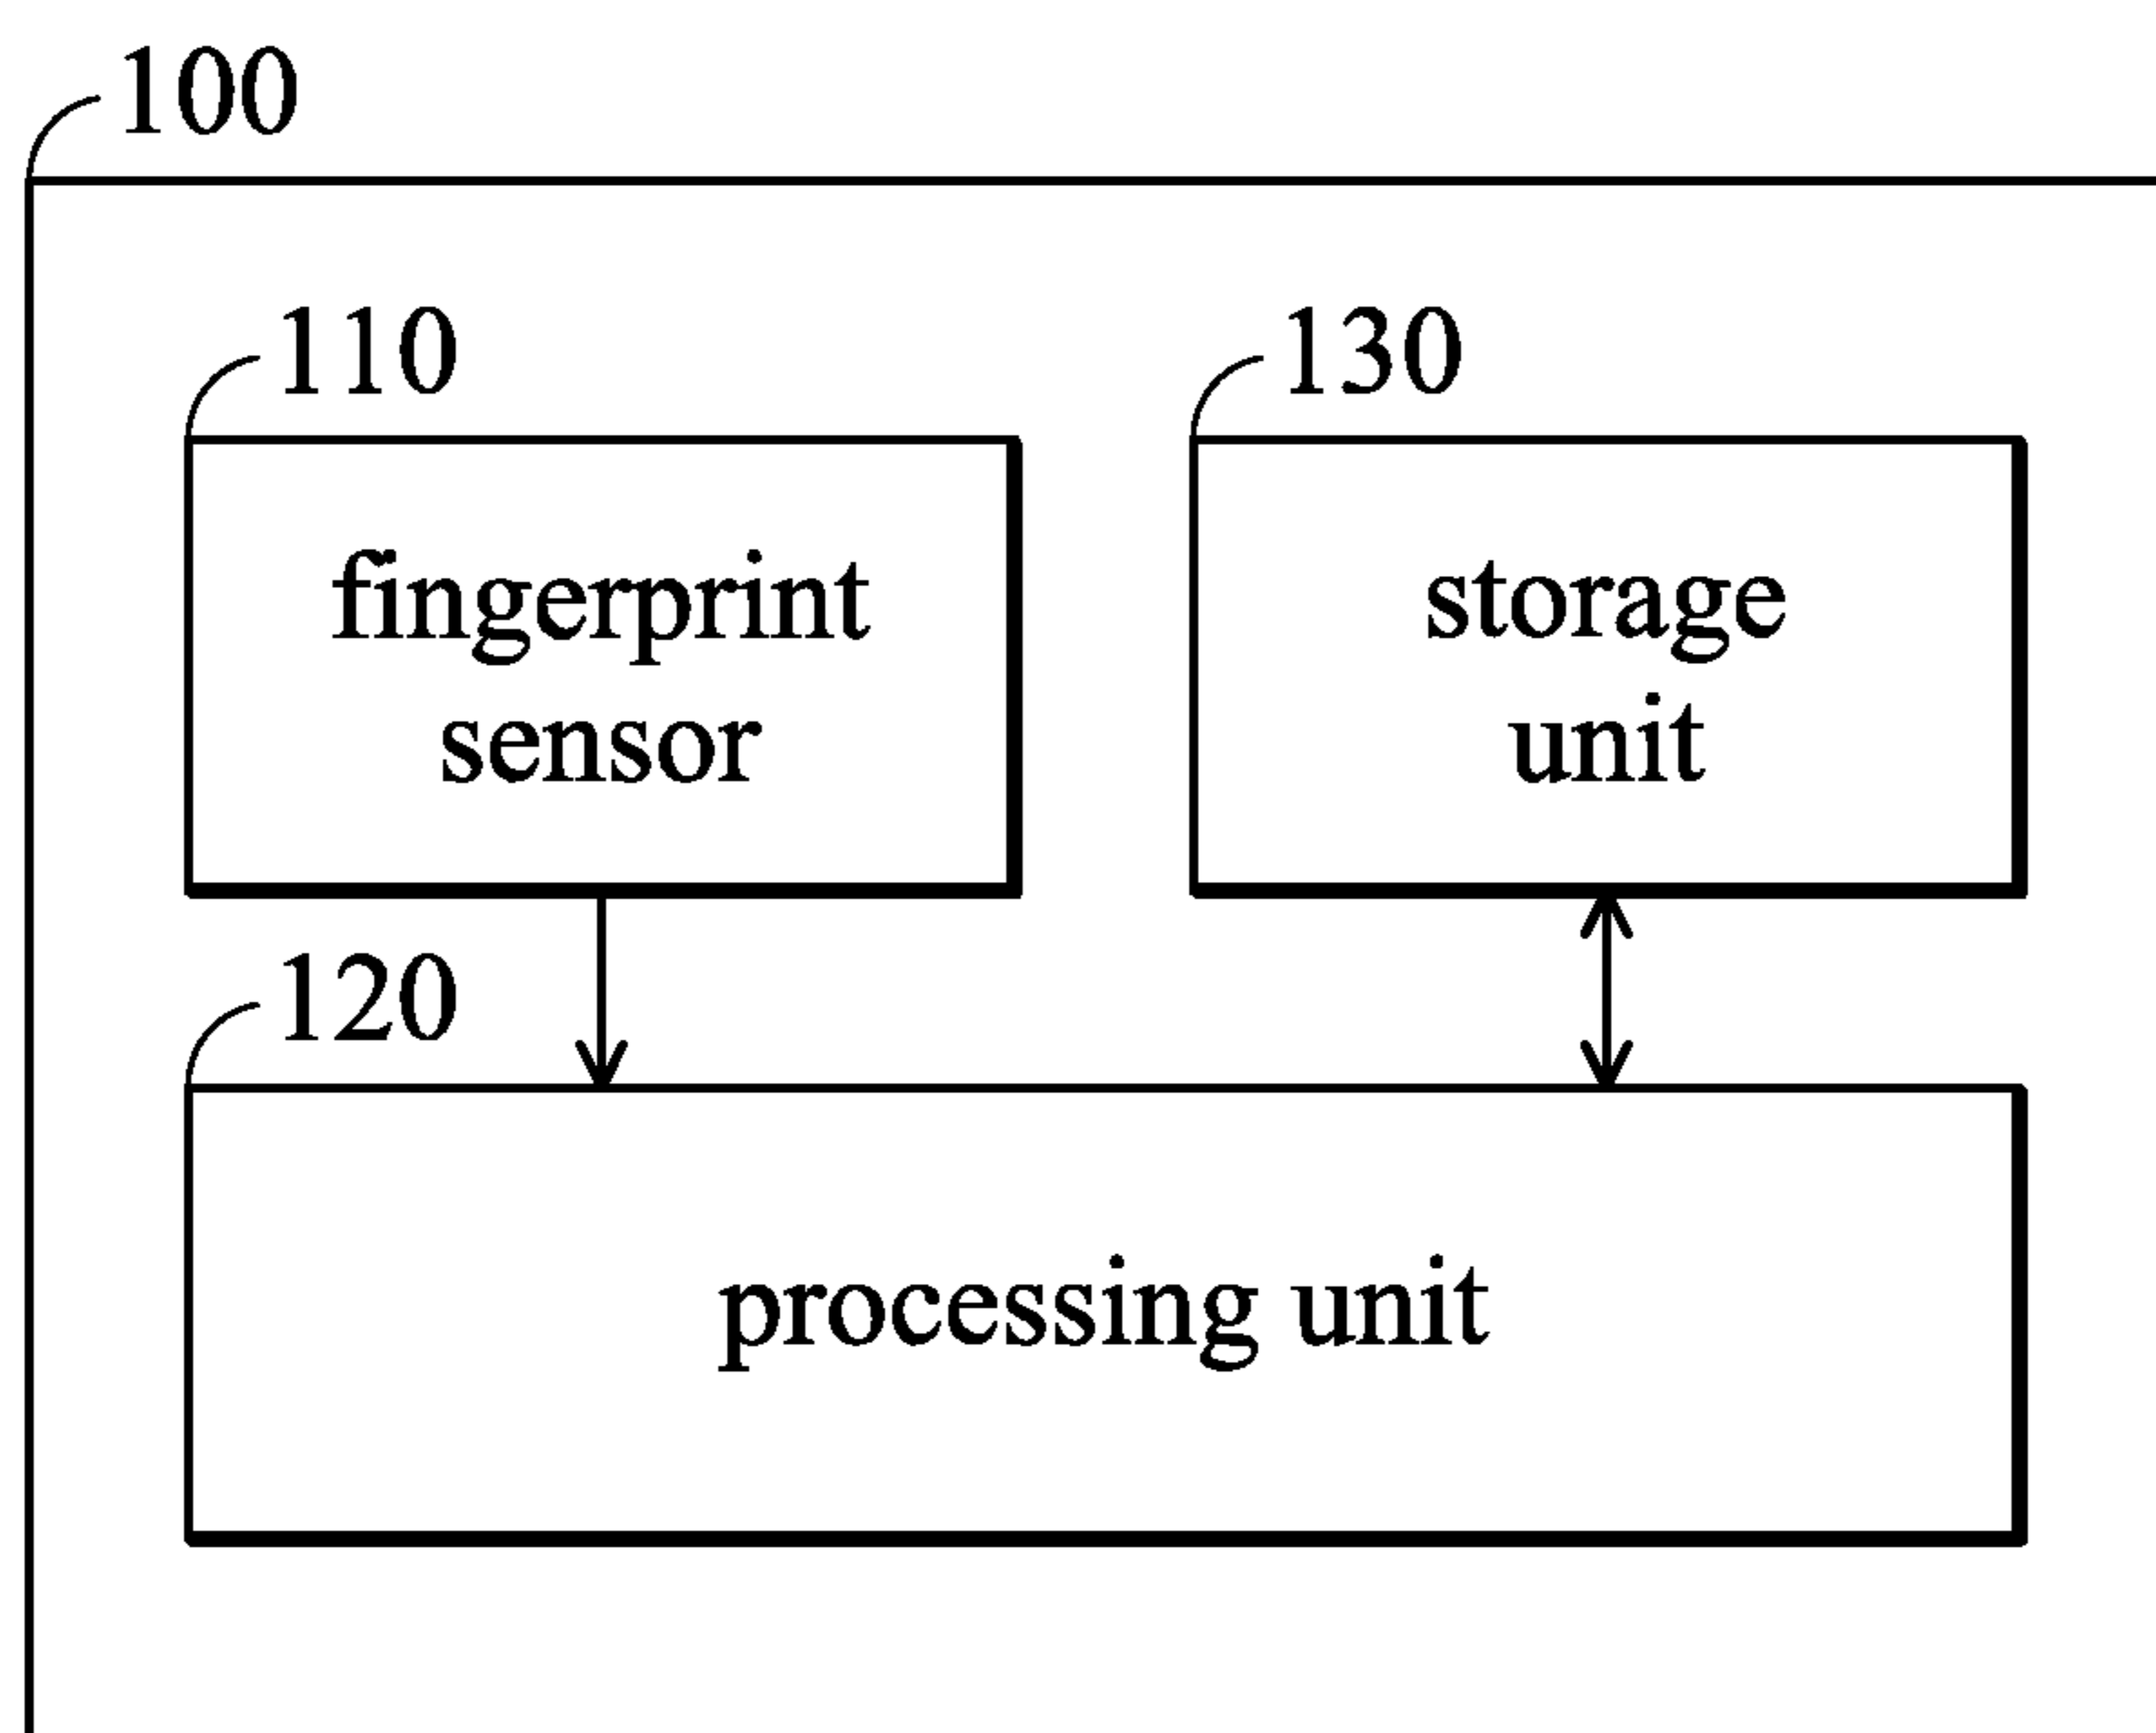 100
110
130
fingerprint
sensor
storage
unit
120
processing unit